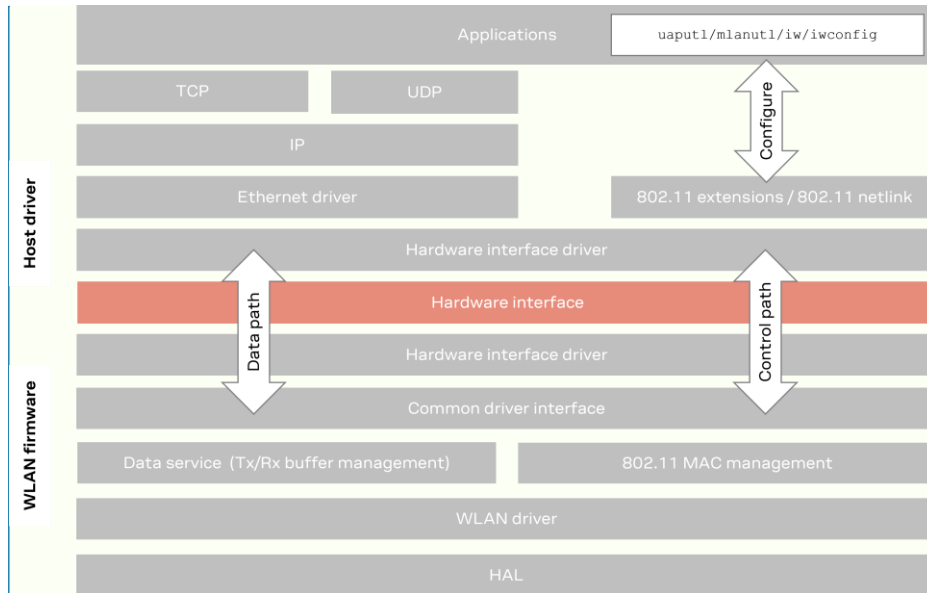 Applications
uaputl/mlanutl/iw/iwconfig
TCP
UDP
Configure
IP
Ethernet driver
802.11 extensions / 802.11 netlink
Host driver
Hardware interface driver
Hardware interface
Data path
Control path
Hardware interface driver
WLAN firmware
Common driver interface
Data service (Tx/Rx buffer management)
802.11 MAC management
WLAN driver
HAL